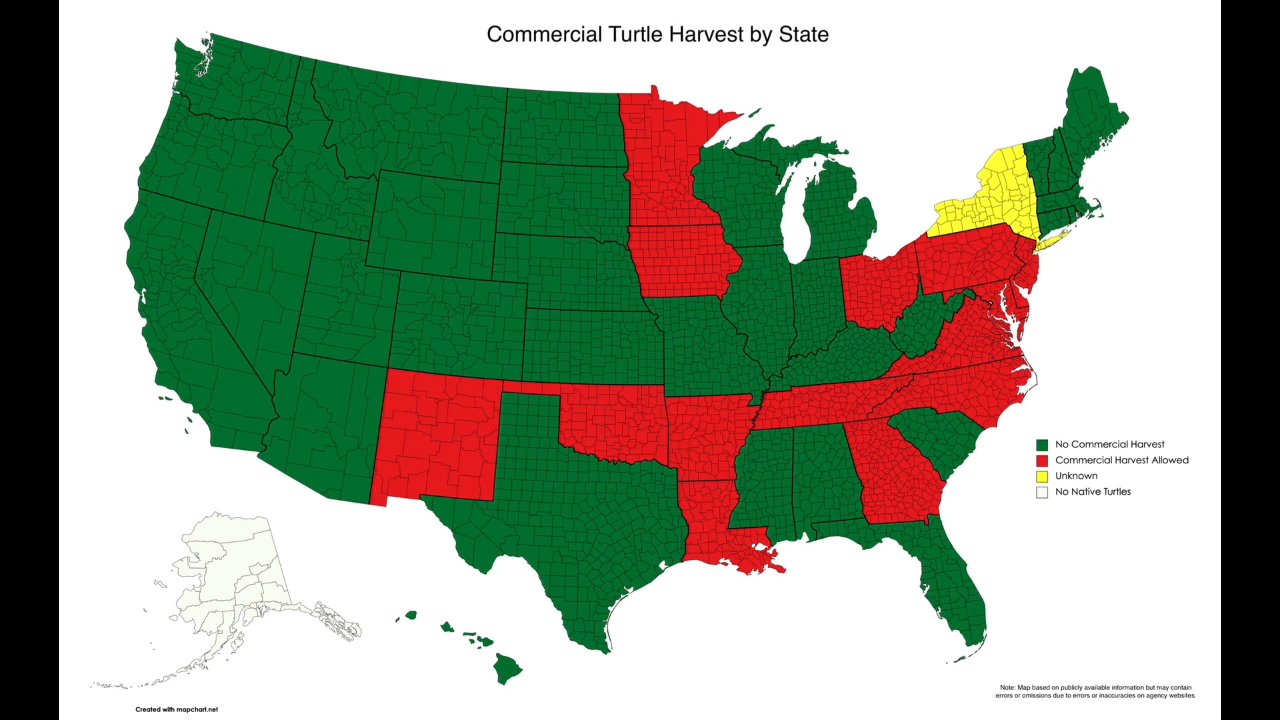 Commercial Turtle Harvest by State
No Commercial Harvest
Commercial Harvest Allowed
Unknown
No Native Turtles
Note: Map based on publicly available information but may contain
errors or omissions due to errors or inaccuracies on agency websites.
Created with mapchart.net